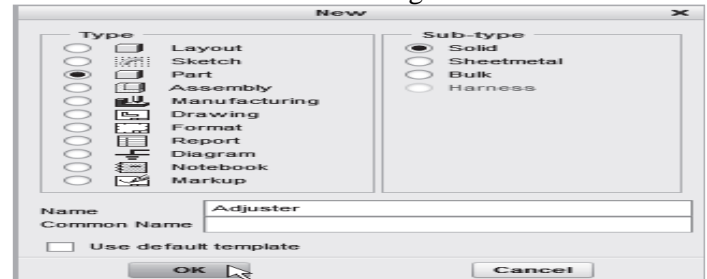 New
Type
Layout
Sketch
Part
Assembly
Manufacturing
Drawing
Format
Report
Diagram
Notebook
Markup
Sub-type
Solid
Sheetmetal
Bulk
Harness
Name Adjuster
Common Name
Use default template
OK Cancel